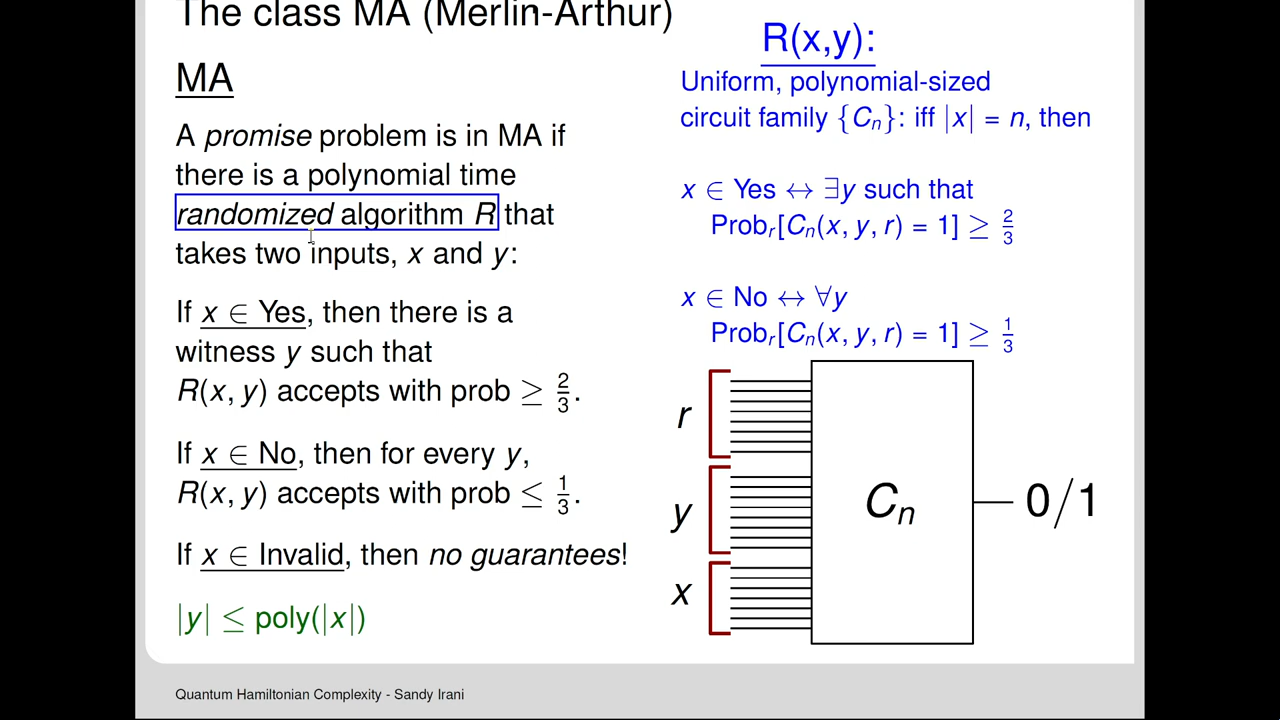 The class MA (Merlin-Arthur)
MA
A promise problem is in MA if
there is a polynomial time
randomized algorithm R that
takes two inputs, x and y:
If x ∈ Yes, then there is a
witness y such that
R(x, y) accepts with prob ≥ 2/3.
If x ∈ No, then for every y,
R(x, y) accepts with prob ≤ 1/3.
If x ∈ Invalid, then no guarantees!
|y| ≤ poly(|x|)
R(x,y):
Uniform, polynomial-sized
circuit family {Cₙ}: iff |x| = n, then
x ∈ Yes ↔ ∃y such that
Probᵣ[Cₙ(x, y, r) = 1] ≥ 2/3
x ∈ No ↔ ∀y
Probᵣ[Cₙ(x, y, r) = 1] ≥ 1/3
r
y
x
Cₙ
0/1
Quantum Hamiltonian Complexity - Sandy Irani